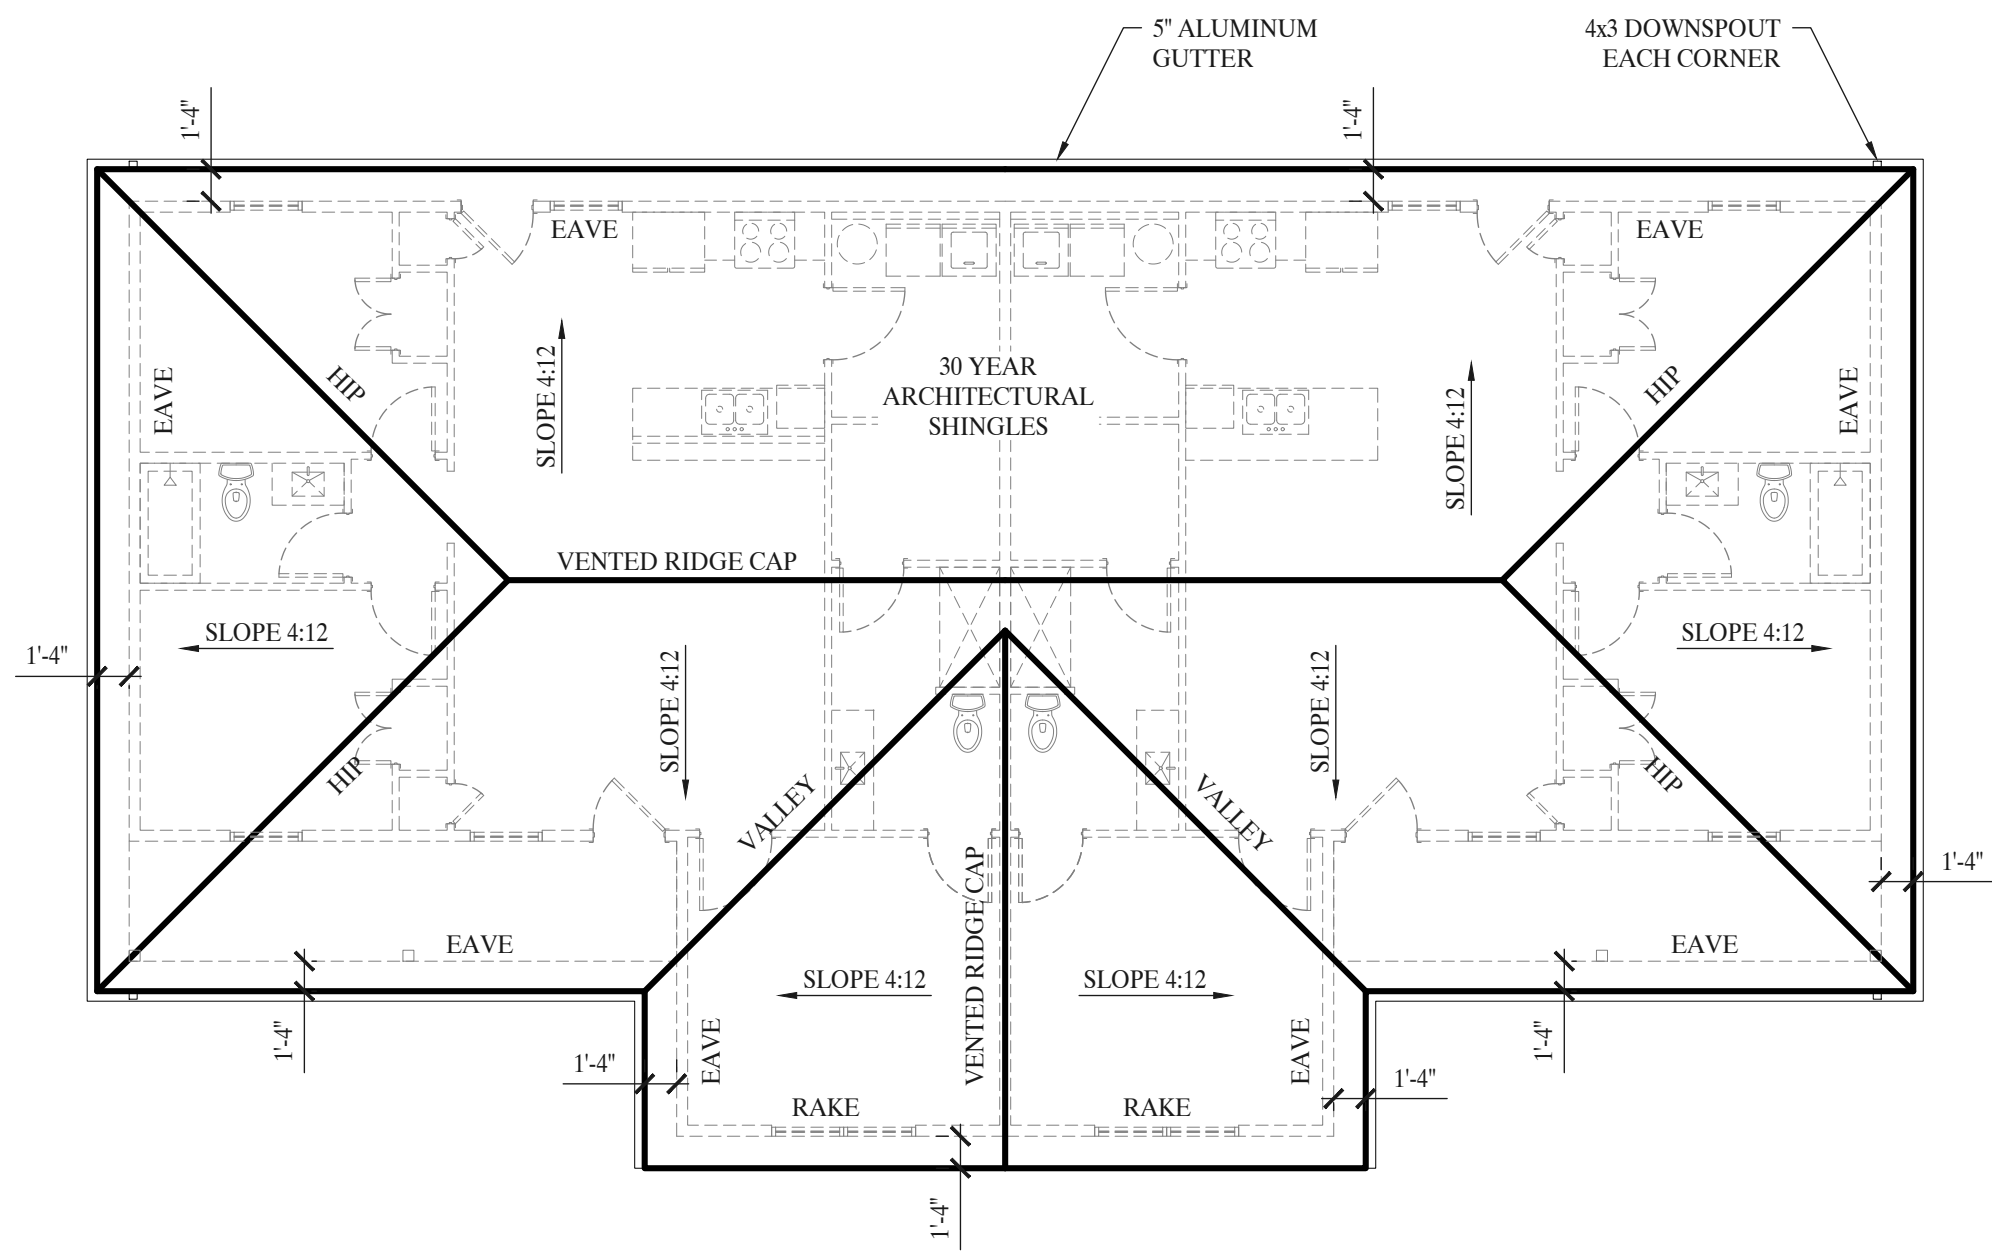 5" ALUMINUM
GUTTER
4x3 DOWNSPOUT
EACH CORNER
1'-4"
1'-4"
EAVE
EAVE
EAVE
HIP
SLOPE 4:12
30 YEAR
ARCHITECTURAL
SHINGLES
SLOPE 4:12
HIP
EAVE
VENTED RIDGE CAP
SLOPE 4:12
SLOPE 4:12
1'-4"
SLOPE 4:12
SLOPE 4:12
HIP
VALLEY
VALLEY
HIP
1'-4"
VENTED RIDGE CAP
EAVE
EAVE
SLOPE 4:12
SLOPE 4:12
1'-4"
1'-4"
1'-4"
EAVE
EAVE
1'-4"
RAKE
RAKE
1'-4"